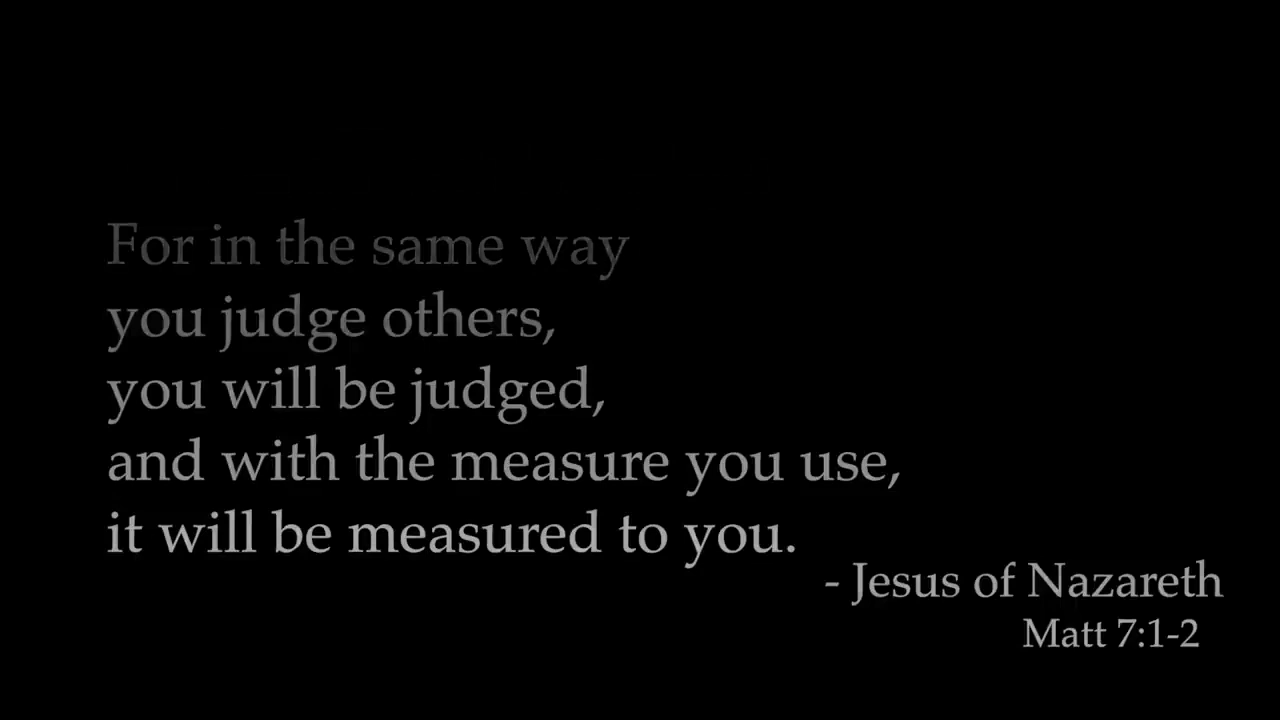 For in the same way
you judge others,
you will be judged,
and with the measure you use,
it will be measured to you.
- Jesus of Nazareth
Matt 7:1-2